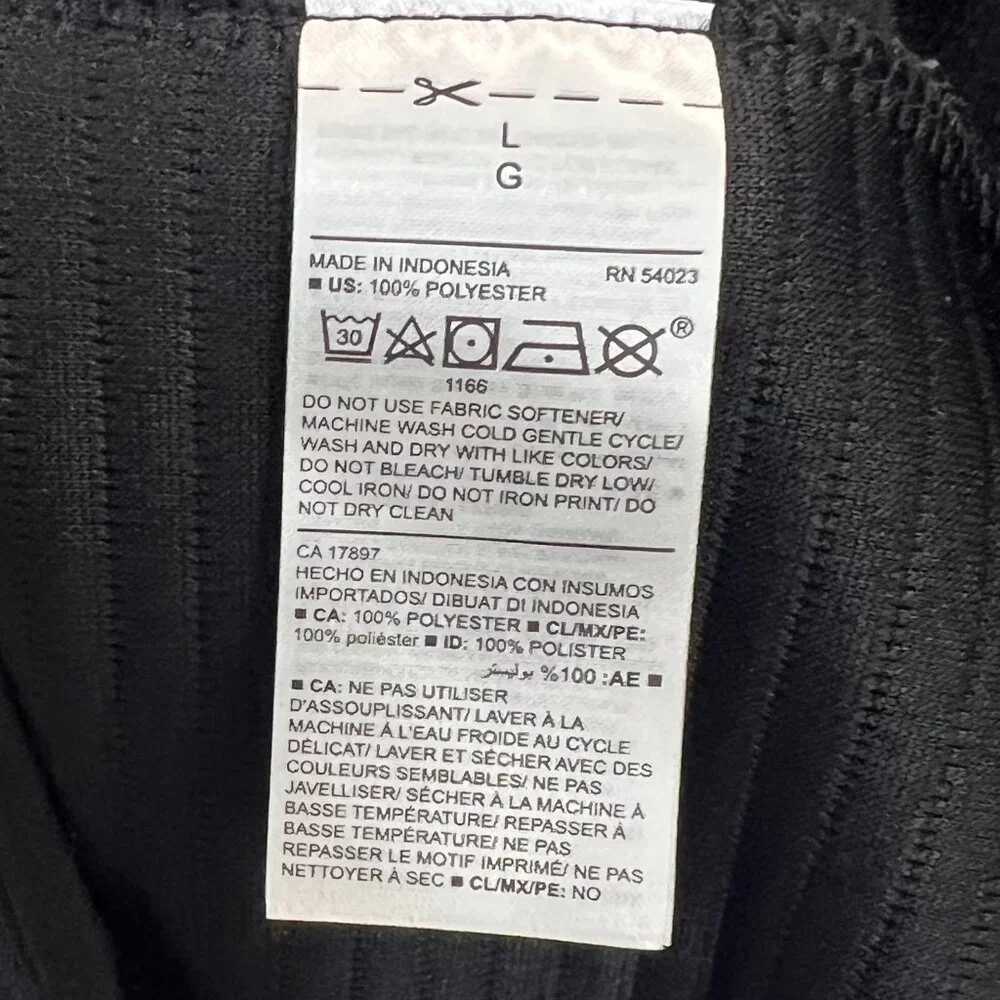 L
G
MADE IN INDONESIA RN 54023
■ US: 100% POLYESTER
30 ®
1166
DO NOT USE FABRIC SOFTENER/
MACHINE WASH COLD GENTLE CYCLE/
WASH AND DRY WITH LIKE COLORS/
DO NOT BLEACH/ TUMBLE DRY LOW/
COOL IRON/ DO NOT IRON PRINT/ DO
NOT DRY CLEAN
CA 17897
HECHO EN INDONESIA CON INSUMOS
IMPORTADOS/ DIBUAT DI INDONESIA
■ CA: 100% POLYESTER ■ CL/MX/PE:
100% poliéster ■ ID: 100% POLISTER
■ AE: 100% بوليستر
■ CA: NE PAS UTILISER
D'ASSOUPLISSANT/ LAVER À LA
MACHINE À L'EAU FROIDE AU CYCLE
DÉLICAT/ LAVER ET SÉCHER AVEC DES
COULEURS SEMBLABLES/ NE PAS
JAVELLISER/ SÉCHER À LA MACHINE À
BASSE TEMPÉRATURE/ REPASSER À
BASSE TEMPÉRATURE/ NE PAS
REPASSER LE MOTIF IMPRIMÉ/ NE PAS
NETTOYER À SEC ■ CL/MX/PE: NO